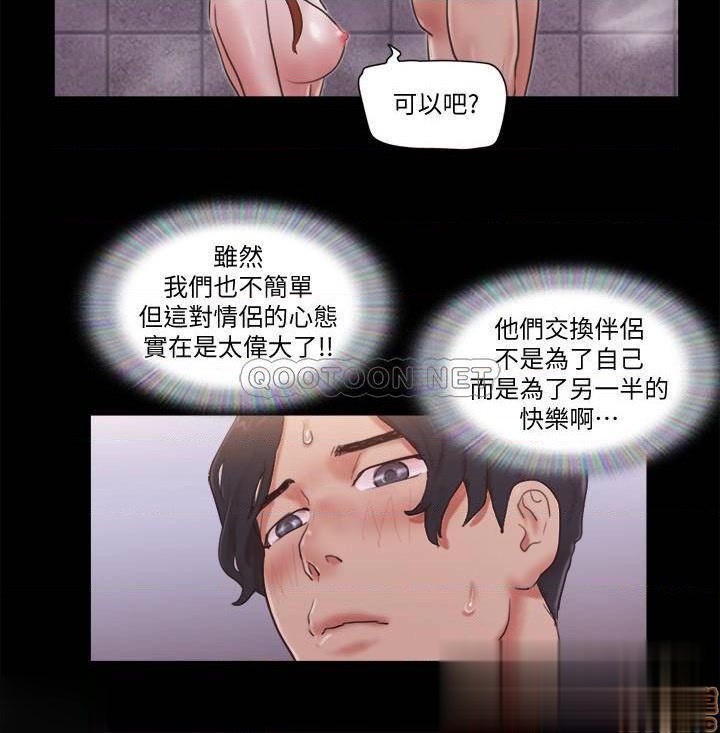 可以吧?
雖然
我們也不簡單
但這對情侶的心態
實在是太偉大了!!
他們交換伴侶
不是為了自己
而是為了另一半的
快樂啊…
QOOTOON.NET